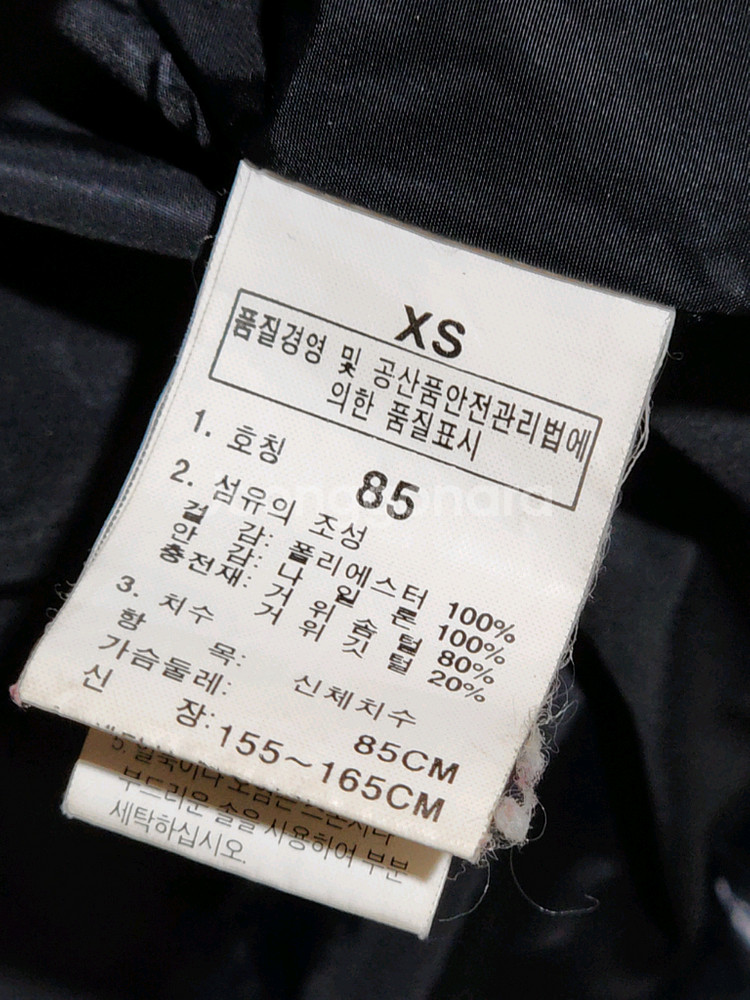 XS
품질경영 및 공산품안전관리법에
의한 품질표시
1. 호칭 85
2. 섬유의 조성
겉 감: 폴리에스터 100%
안 감: 나 일 론 100%
충전재: 거 위 솜 털 80%
거 위 깃 털 20%
3. 치수
항 목: 신체치수
가슴둘레: 85CM
신 장: 155~165CM
부드러운 솔을 사용하여 부분
세탁하십시오.